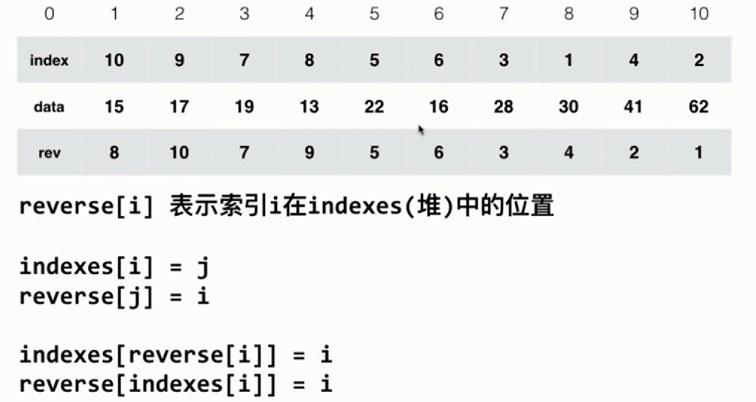 0 1 2 3 4 5 6 7 8 9 10
index 10 9 7 8 5 6 3 1 4 2
data 15 17 19 13 22 16 28 30 41 62
rev 8 10 7 9 5 6 3 4 2 1
reverse[i] 表示索引i在indexes(堆)中的位置
indexes[i] = j
reverse[j] = i
indexes[reverse[i]] = i
reverse[indexes[i]] = i